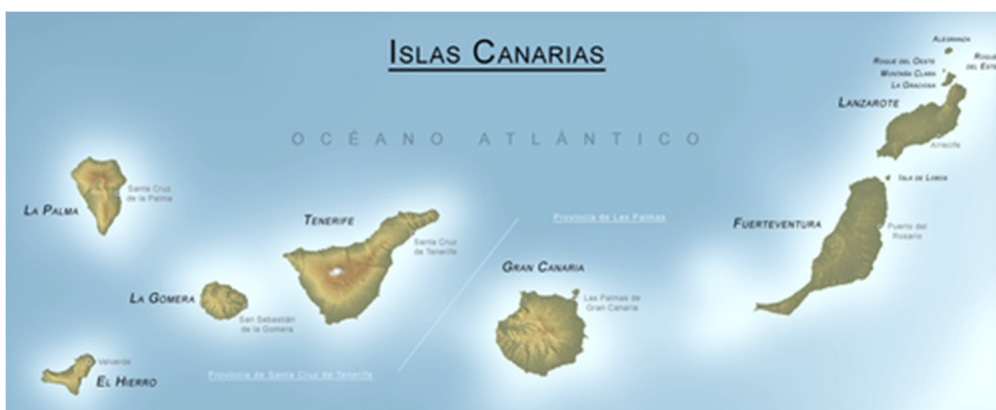 ISLAS CANARIAS
OCÉANO ATLÁNTICO
ALEGRANZA
ROQUE DEL ESTE
ROQUE DEL OESTE
MONTAÑA CLARA
LA GRACIOSA
LANZAROTE
Arrecife
ISLA DE LOBOS
FUERTEVENTURA
Puerto del
Rosario
Provincia de Las Palmas
GRAN CANARIA
Las Palmas de
Gran Canaria
TENERIFE
Santa Cruz
de Tenerife
LA PALMA
Santa Cruz
de la Palma
LA GOMERA
San Sebastián
de la Gomera
Provincia de Santa Cruz de Tenerife
Valverde
EL HIERRO